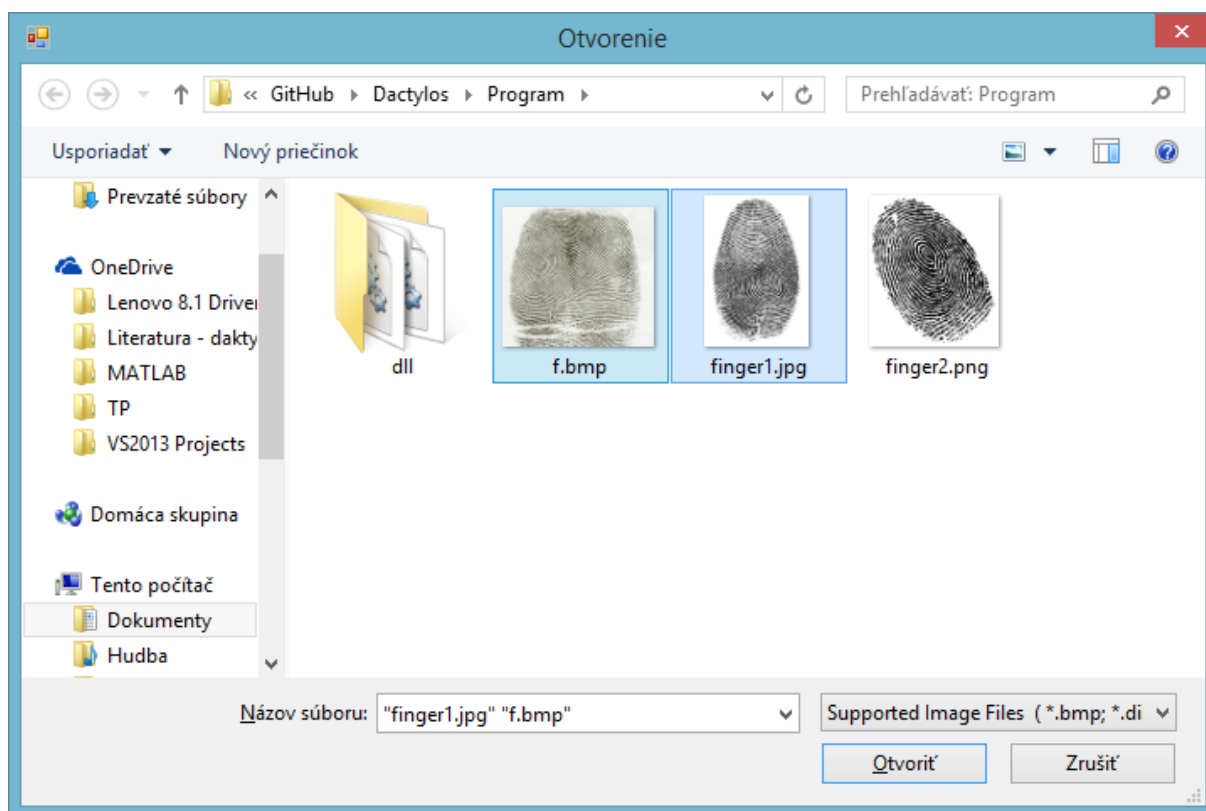 Otvorenie
« GitHub Dactylos Program
Prehľadávať: Program
Usporiadať Nový priečinok
Prevzaté súbory
OneDrive
Lenovo 8.1 Driver
Literatura - dakty
MATLAB
TP
VS2013 Projects
Domáca skupina
Tento počítač
Dokumenty
Hudba
dll
f.bmp
finger1.jpg
finger2.png
Názov súboru: "finger1.jpg" "f.bmp"
Supported Image Files ( *.bmp; *.di
Otvoriť Zrušiť